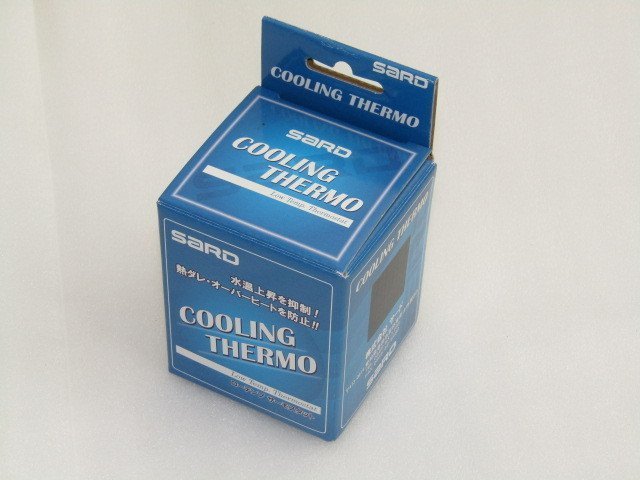 SARD
COOLING THERMO
SARD
COOLING
THERMO
Low Temp. Thermostat
SARD
水温上昇を抑制!
熱ダレ・オーバーヒートを防止!!
COOLING
THERMO
Low Temp. Thermostat
COOLING THERMO
SARD